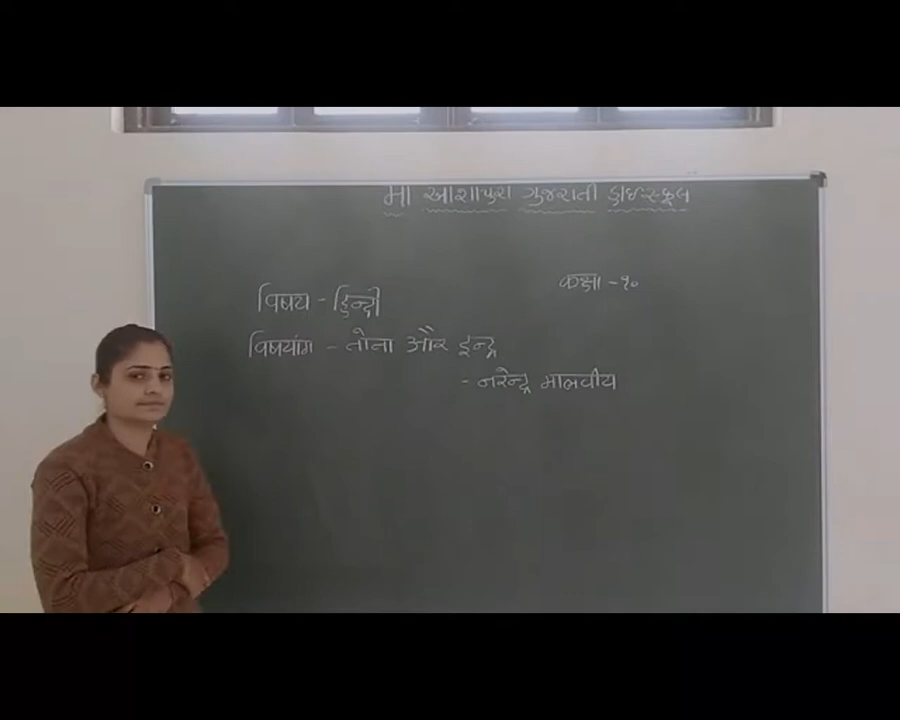 મા આશાપુરા ગુજરાતી હાઇસ્કૂલ
कक्षा - १०
विषय - हिन्दी
विषयांग - तोता और इन्द्र
- नरेन्द्र मालवीय